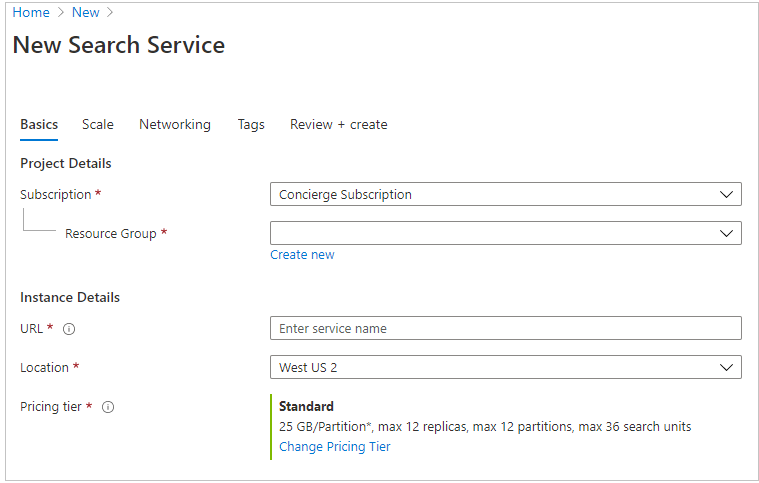 Home > New >
New Search Service
Basics Scale Networking Tags Review + create
Project Details
Subscription * Concierge Subscription
Resource Group *
Create new
Instance Details
URL * Enter service name
Location * West US 2
Pricing tier * Standard
25 GB/Partition*, max 12 replicas, max 12 partitions, max 36 search units
Change Pricing Tier